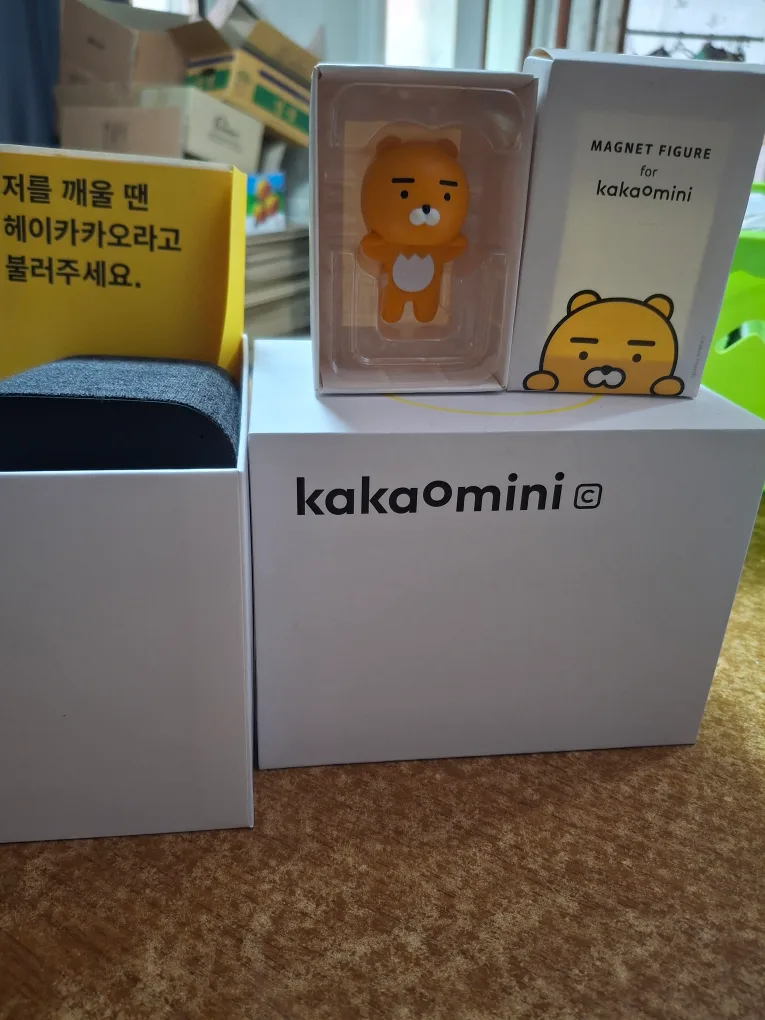 저를 깨울 땐
헤이카카오라고
불러주세요.
MAGNET FIGURE
for
kakaomini
kakaomini C